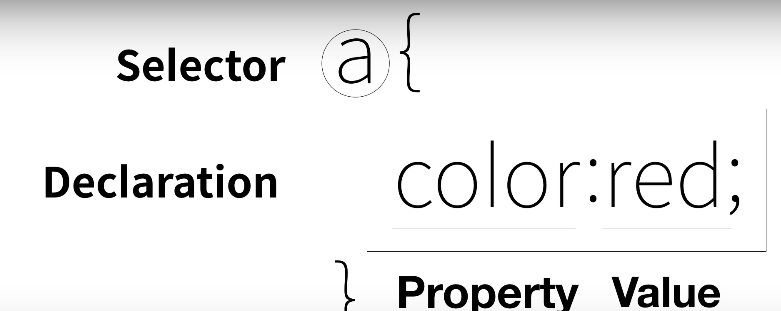 Selector a {
Declaration color:red;
} Property Value